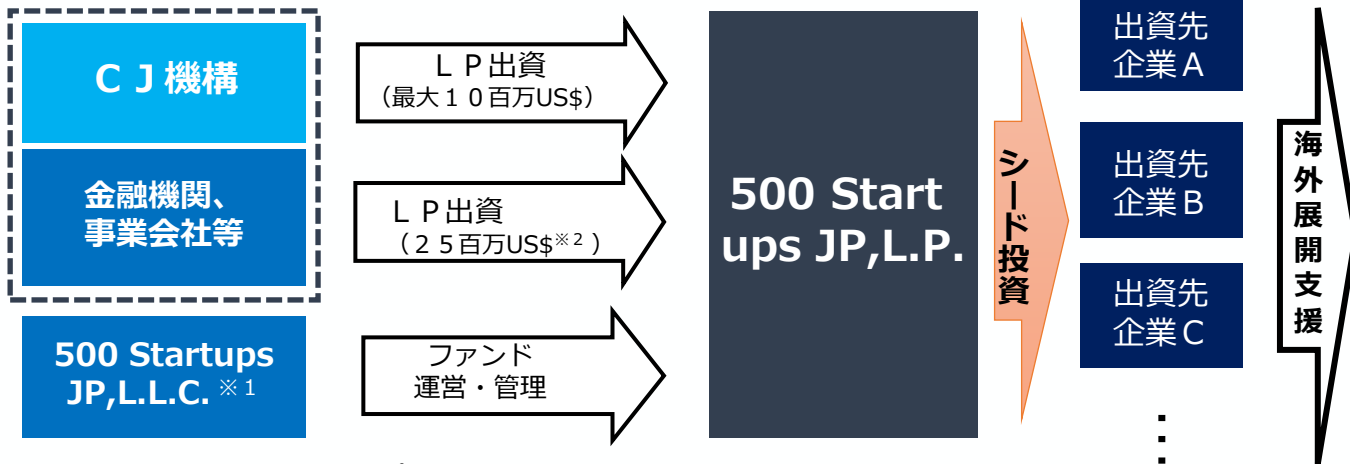 ＣＪ機構
金融機関、
事業会社等
500 Startups
JP,L.L.C. ※１
ＬＰ出資
（最大１０百万US$）
ＬＰ出資
（２５百万US$※２）
ファンド
運営・管理
500 Start
ups JP,L.P.
シード投資
出資先
企業Ａ
出資先
企業Ｂ
出資先
企業Ｃ
海外展開支援